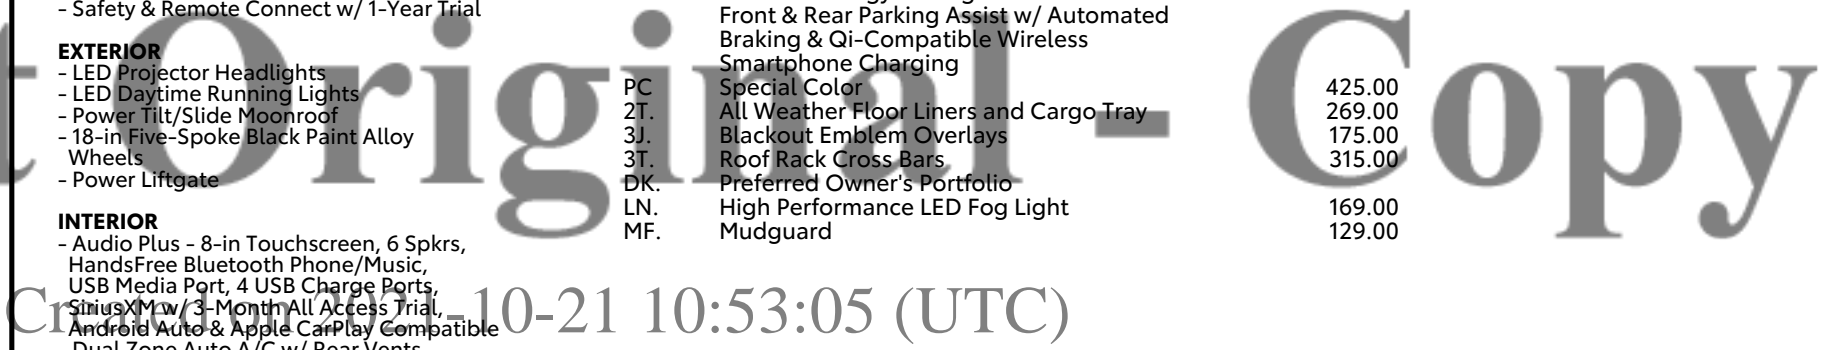 - Safety & Remote Connect w/ 1-Year Trial
EXTERIOR
- LED Projector Headlights
- LED Daytime Running Lights
- Power Tilt/Slide Moonroof
- 18-in Five-Spoke Black Paint Alloy
Wheels
- Power Liftgate
INTERIOR
- Audio Plus - 8-in Touchscreen, 6 Spkrs,
HandsFree Bluetooth Phone/Music,
USB Media Port, 4 USB Charge Ports,
SiriusXM w/ 3-Month All Access Trial,
Android Auto & Apple CarPlay Compatible
Dual Zone Auto A/C w/ Rear Vents
Front & Rear Parking Assist w/ Automated
Braking & Qi-Compatible Wireless
Smartphone Charging
PC Special Color 425.00
2T. All Weather Floor Liners and Cargo Tray 269.00
3J. Blackout Emblem Overlays 175.00
3T. Roof Rack Cross Bars 315.00
DK. Preferred Owner's Portfolio
LN. High Performance LED Fog Light 169.00
MF. Mudguard 129.00
t Original - Copy
Created on 2021-10-21 10:53:05 (UTC)